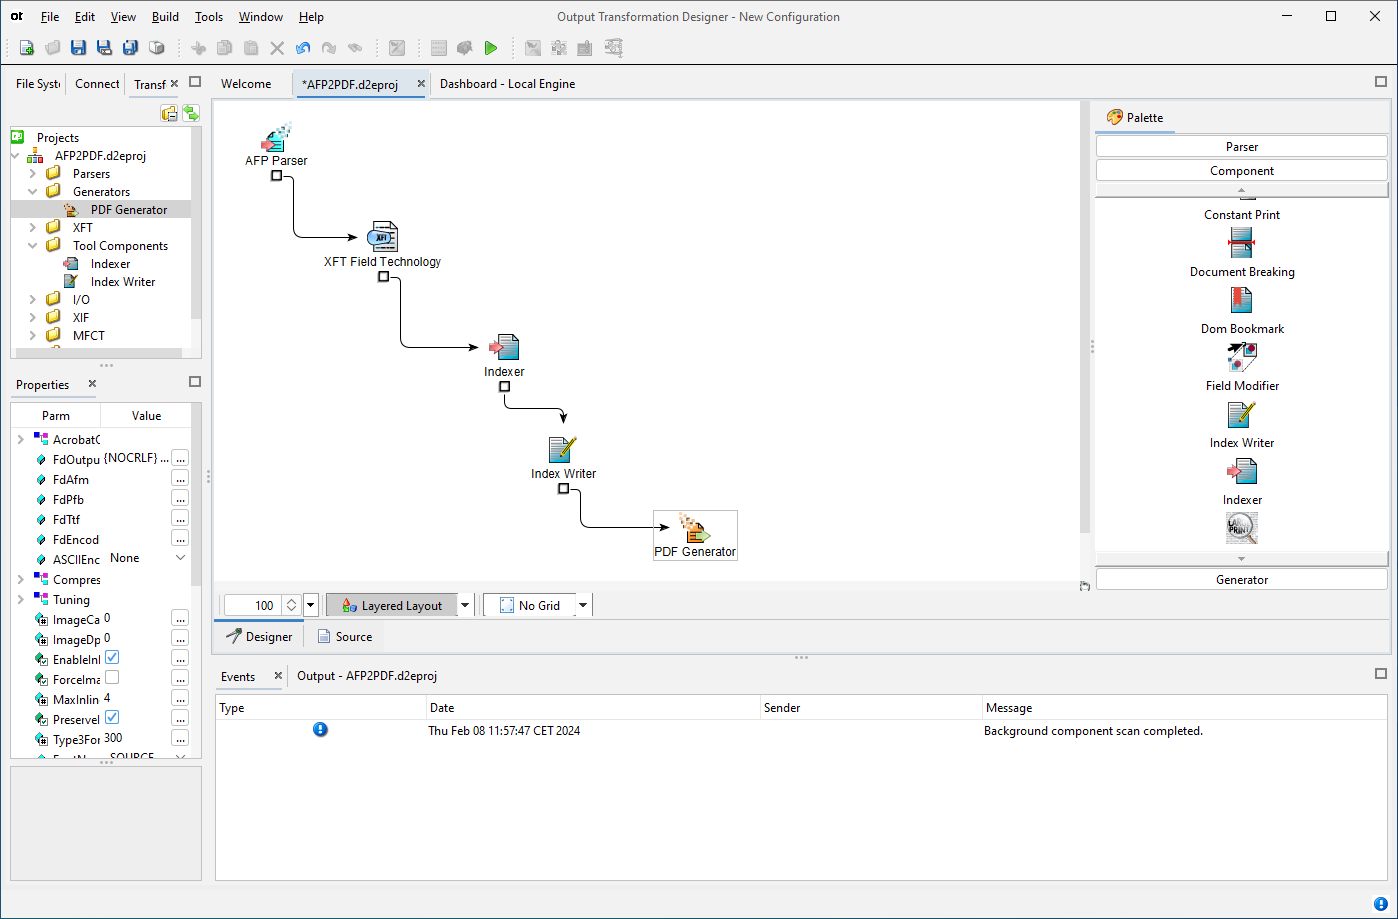 ot File Edit View Build Tools Window Help Output Transformation Designer - New Configuration
File Syst Connect Transf Welcome *AFP2PDF.d2eproj Dashboard - Local Engine
Projects
AFP2PDF.d2eproj
Parsers
Generators
PDF Generator
XFT
Tool Components
Indexer
Index Writer
I/O
XIF
MFCT
Properties
Parm Value
AcrobatC
FdOutpu {NOCRLF} ... ...
FdAfm ...
FdPfb ...
FdTtf ...
FdEncod ...
ASCIIEnc None
Compres
Tuning
ImageCa 0 ...
ImageDp 0 ...
EnableInl ...
ForceIma ...
MaxInlin 4 ...
Preservel ...
Type3For 300 ...
SOURCE
AFP Parser
XFT
XFT Field Technology
Indexer
Index Writer
PDF Generator
100 Layered Layout No Grid
Designer Source
Palette
Parser
Component
Constant Print
Document Breaking
Dom Bookmark
Field Modifier
Index Writer
Indexer
Generator
Events Output - AFP2PDF.d2eproj
Type Date Sender Message
Thu Feb 08 11:57:47 CET 2024 Background component scan completed.